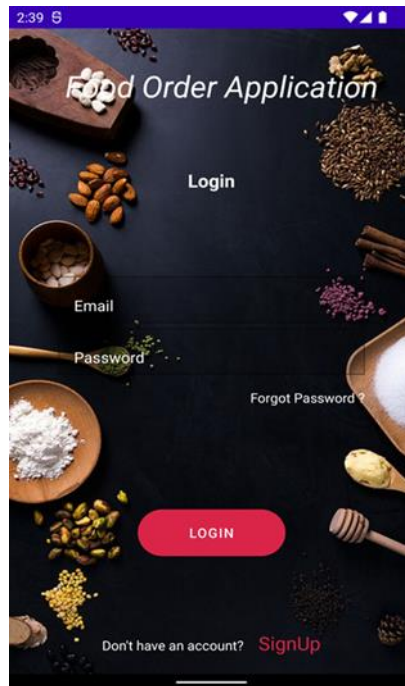 2:39
Food Order Application
Login
Email
Password
Forgot Password ?
LOGIN
Don't have an account? SignUp